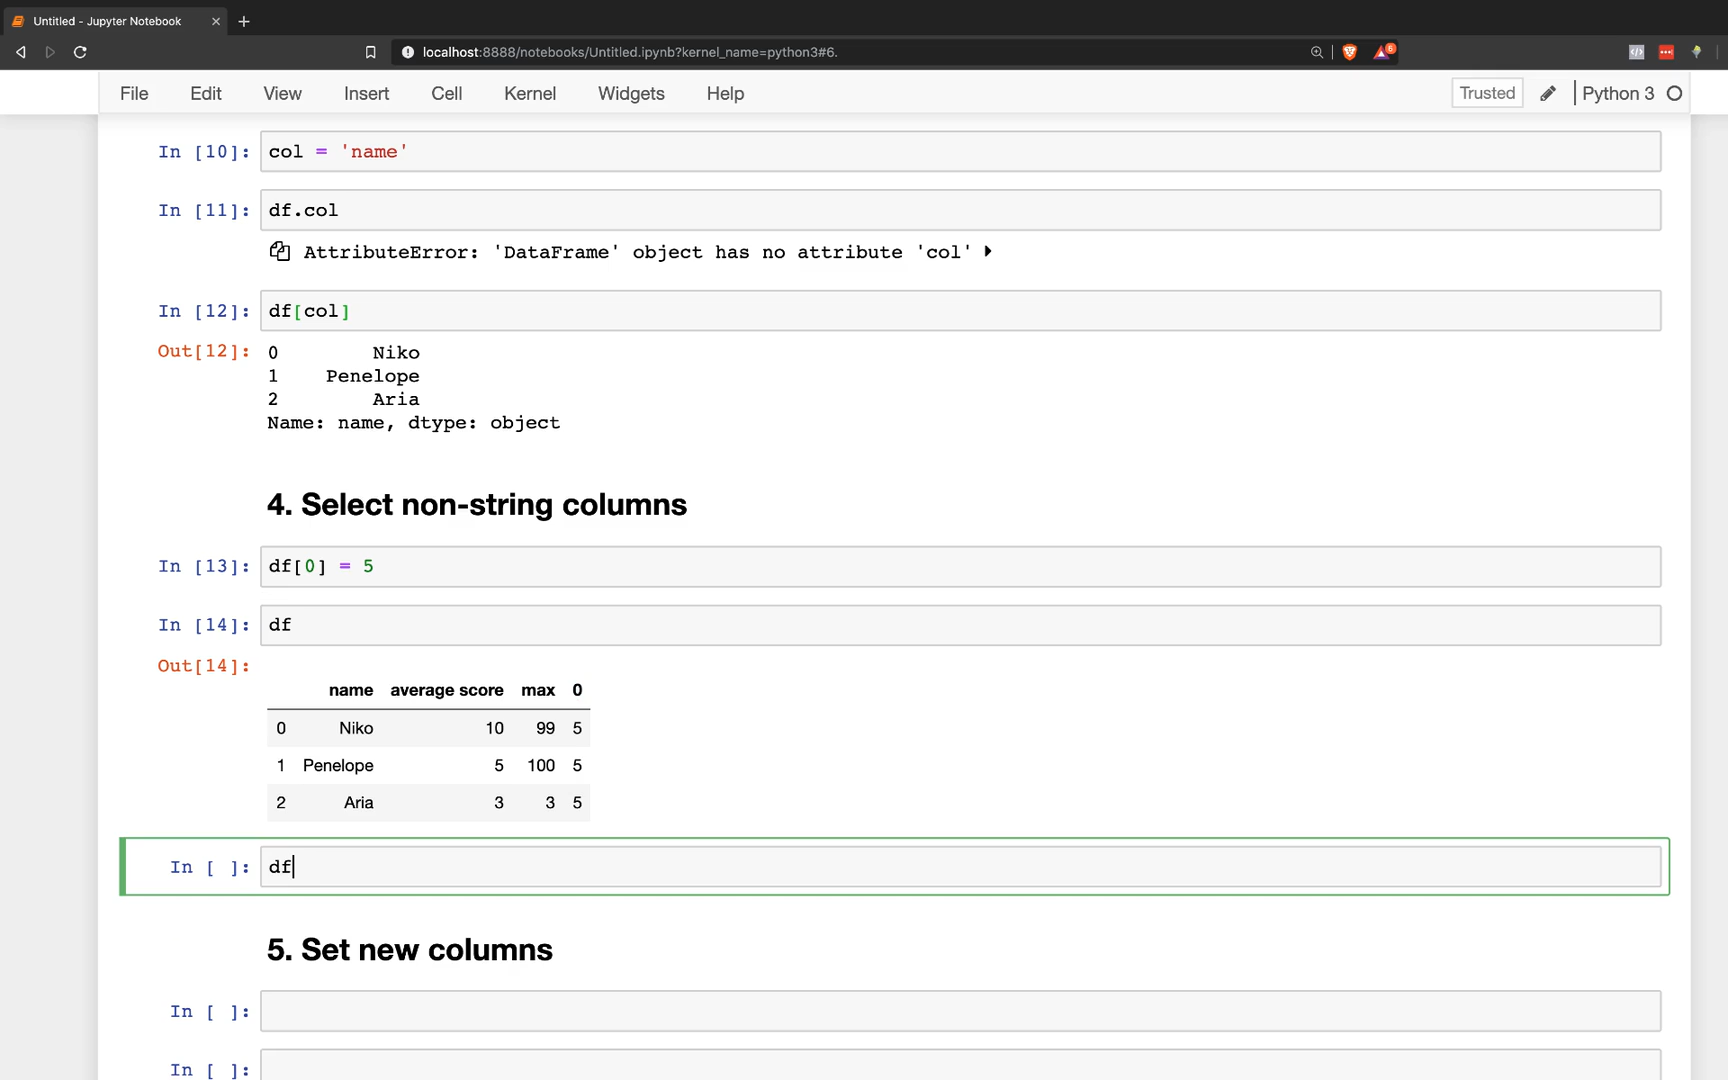 Untitled - Jupyter Notebook
localhost:8888/notebooks/Untitled.ipynb?kernel_name=python3#6.
6
File Edit View Insert Cell Kernel Widgets Help Trusted Python 3
In [10]: col = 'name'
In [11]: df.col
AttributeError: 'DataFrame' object has no attribute 'col'
In [12]: df[col]
Out[12]: 0 Niko
1 Penelope
2 Aria
Name: name, dtype: object
4. Select non-string columns
In [13]: df[0] = 5
In [14]: df
Out[14]:
name average score max 0
0 Niko 10 99 5
1 Penelope 5 100 5
2 Aria 3 3 5
In [ ]: df
5. Set new columns
In [ ]:
In [ ]: